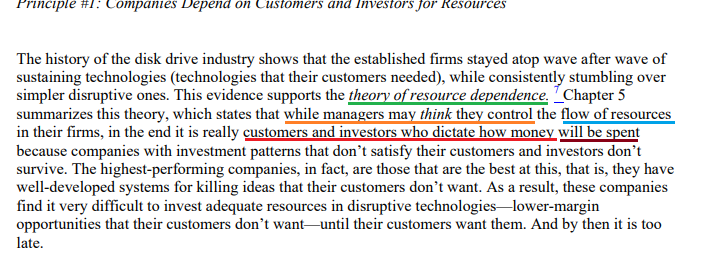 Principle #1: Companies Depend on Customers and Investors for Resources
The history of the disk drive industry shows that the established firms stayed atop wave after wave of
sustaining technologies (technologies that their customers needed), while consistently stumbling over
simpler disruptive ones. This evidence supports the theory of resource dependence. 7 Chapter 5
summarizes this theory, which states that while managers may think they control the flow of resources
in their firms, in the end it is really customers and investors who dictate how money will be spent
because companies with investment patterns that don’t satisfy their customers and investors don’t
survive. The highest-performing companies, in fact, are those that are the best at this, that is, they have
well-developed systems for killing ideas that their customers don’t want. As a result, these companies
find it very difficult to invest adequate resources in disruptive technologies—lower-margin
opportunities that their customers don’t want—until their customers want them. And by then it is too
late.